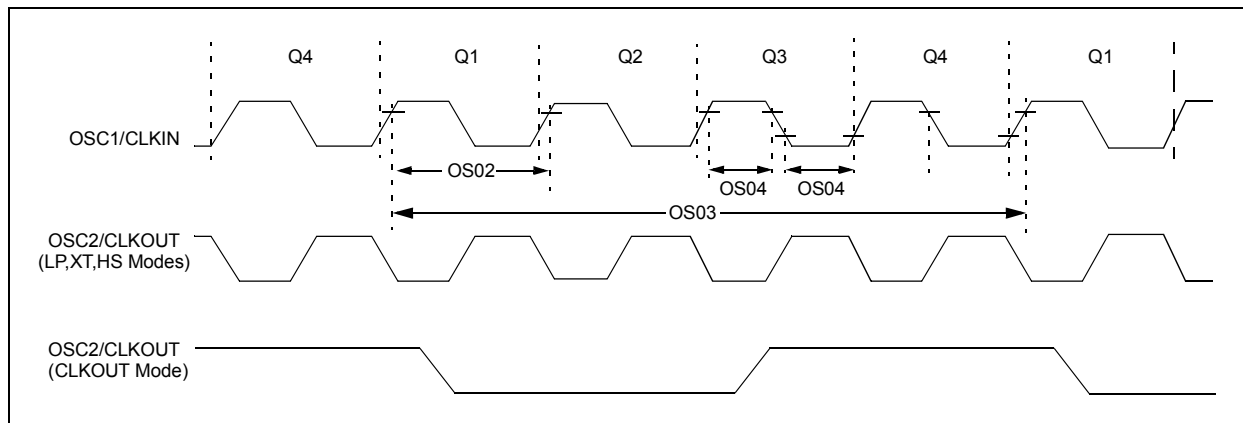 Q4 Q1 Q2 Q3 Q4 Q1
OSC1/CLKIN
OS02
OS04 OS04
OS03
OSC2/CLKOUT
(LP,XT,HS Modes)
OSC2/CLKOUT
(CLKOUT Mode)